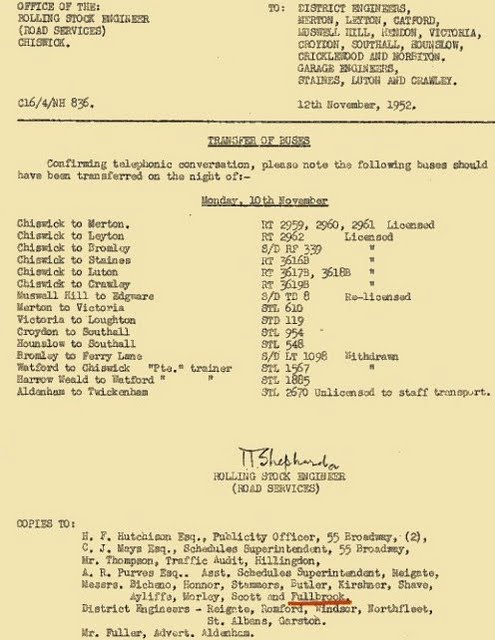 OFFICE OF THE:
ROLLING STOCK ENGINEER
(ROAD SERVICES)
CHISWICK.
TO: DISTRICT ENGINEERS,
MERTON, LEYTON, CATFORD,
MUSWELL HILL, HENDON, VICTORIA,
CROYDON, SOUTHALL, HOUNSLOW,
CRICKLEWOOD AND NORBITON.
GARAGE ENGINEERS,
STAINES, LUTON AND CRAWLEY.
C16/4/NH 836.
12th November, 1952.
TRANSFER OF BUSES
Confirming telephonic conversation, please note the following buses should
have been transferred on the night of:-
Monday, 10th November
Chiswick to Merton. RT 2959, 2960, 2961 Licensed
Chiswick to Leyton RT 2962 Licensed
Chiswick to Bromley S/D RF 339 "
Chiswick to Staines RT 3616B "
Chiswick to Luton RT 3617B, 3618B "
Chiswick to Crawley RT 3619B "
Muswell Hill to Edgware S/D TD 8 Re-licensed
Merton to Victoria STL 610
Victoria to Loughton STD 119
Croydon to Southall STL 954
Hounslow to Southall STL 548
Bromley to Ferry Lane S/D LT 1098 Withdrawn
Watford to Chiswick "Pte." trainer STL 1567 "
Harrow Weald to Watford " " STL 1885
Aldenham to Twickenham STL 2670 Unlicensed to staff transport.
TTShepherd
ROLLING STOCK ENGINEER
(ROAD SERVICES)
COPIES TO:
H. F. Hutchison Esq., Publicity Officer, 55 Broadway, (2),
C. J. Mays Esq., Schedules Superintendent, 55 Broadway,
Mr. Thompson, Traffic Audit, Hillingdon,
A. R. Purves Esq.. Asst. Schedules Superintendent, Reigate,
Messrs. Bicheno, Honnor, Stammers, Butler, Kirshner, Shave,
Ayliffe, Morley, Scott and Fullbrook.
District Engineers - Reigate, Romford, Windsor, Northfleet,
St. Albans, Garston.
Mr. Fuller, Advert. Aldenham.